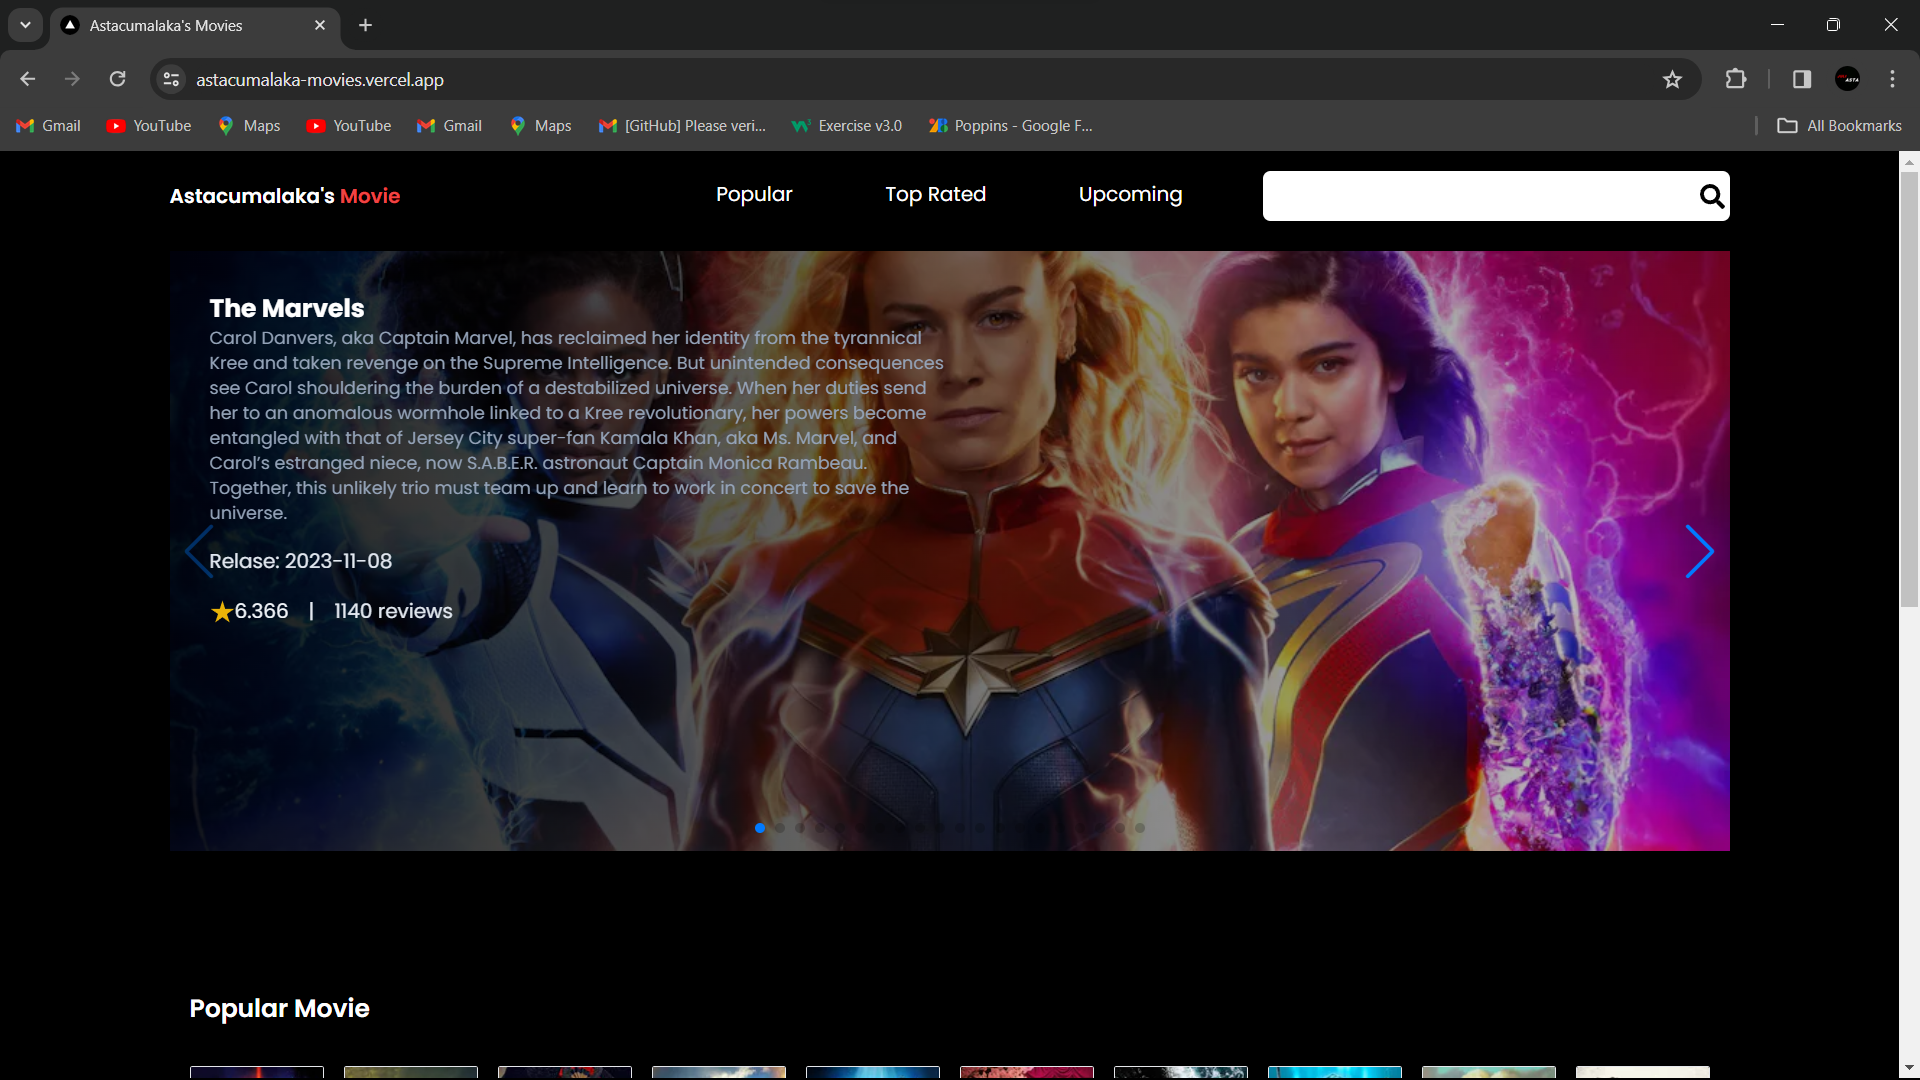 Astacumalaka's Movies
astacumalaka-movies.vercel.app
Gmail YouTube Maps YouTube Gmail Maps [GitHub] Please veri... Exercise v3.0 Poppins - Google F... All Bookmarks
Astacumalaka's Movie Popular Top Rated Upcoming
The Marvels
Carol Danvers, aka Captain Marvel, has reclaimed her identity from the tyrannical
Kree and taken revenge on the Supreme Intelligence. But unintended consequences
see Carol shouldering the burden of a destabilized universe. When her duties send
her to an anomalous wormhole linked to a Kree revolutionary, her powers become
entangled with that of Jersey City super-fan Kamala Khan, aka Ms. Marvel, and
Carol’s estranged niece, now S.A.B.E.R. astronaut Captain Monica Rambeau.
Together, this unlikely trio must team up and learn to work in concert to save the
universe.
Relase: 2023-11-08
6.366 | 1140 reviews
Popular Movie